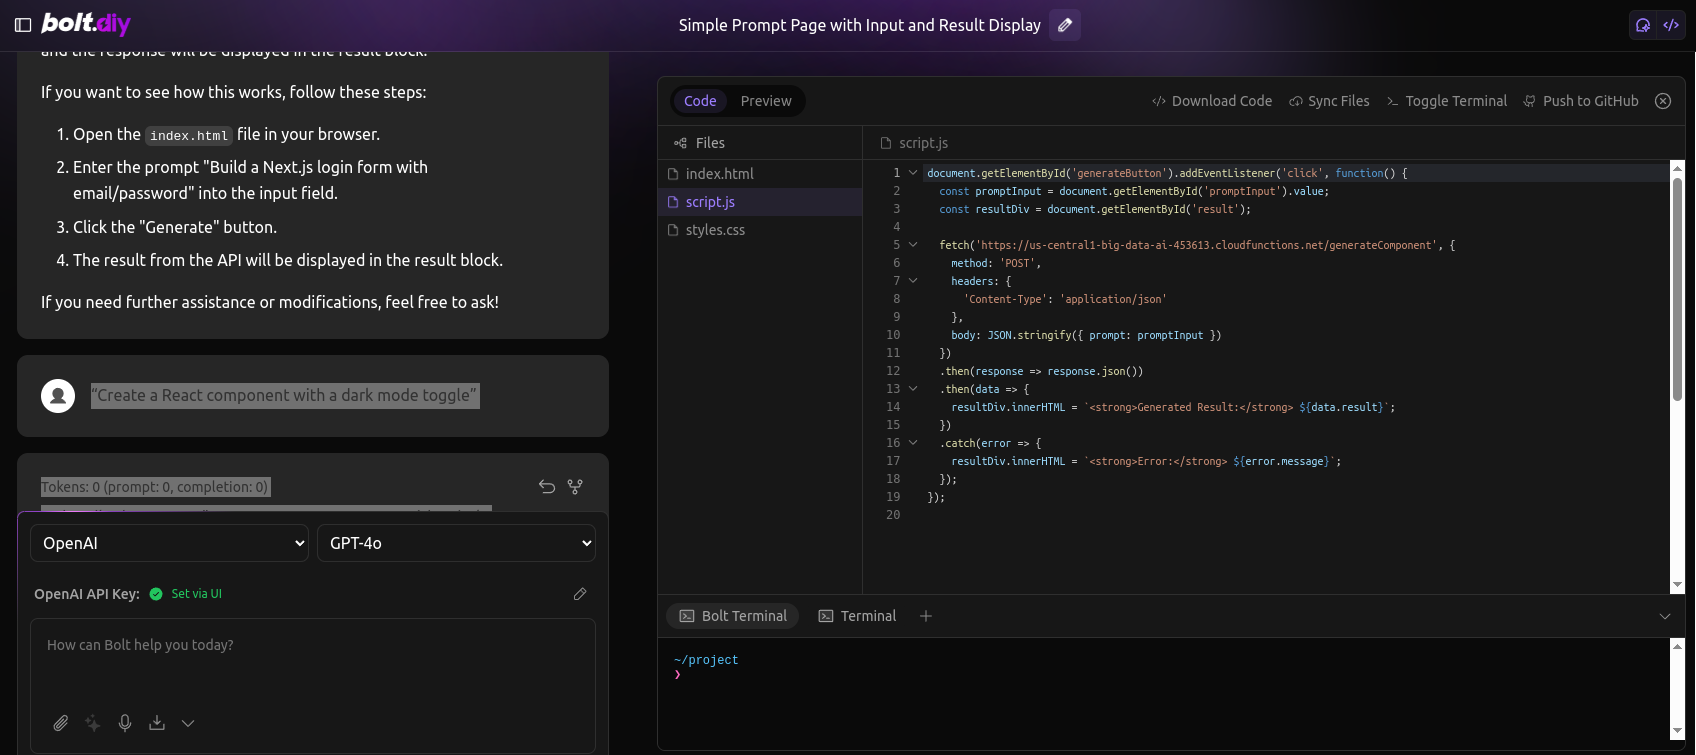 bolt.diy
Simple Prompt Page with Input and Result Display
and the response will be displayed in the result block.
If you want to see how this works, follow these steps:
1. Open the index.html file in your browser.
2. Enter the prompt "Build a Next.js login form with
email/password" into the input field.
3. Click the "Generate" button.
4. The result from the API will be displayed in the result block.
If you need further assistance or modifications, feel free to ask!
“Create a React component with a dark mode toggle”
Tokens: 0 (prompt: 0, completion: 0)
OpenAI
GPT-4o
OpenAI API Key:
Set via UI
How can Bolt help you today?
Code
Preview
Download Code
Sync Files
Toggle Terminal
Push to GitHub
Files
index.html
script.js
styles.css
script.js
1 document.getElementById('generateButton').addEventListener('click', function() {
2 const promptInput = document.getElementById('promptInput').value;
3 const resultDiv = document.getElementById('result');
4
5 fetch('https://us-central1-big-data-ai-453613.cloudfunctions.net/generateComponent', {
6 method: 'POST',
7 headers: {
8 'Content-Type': 'application/json'
9 },
10 body: JSON.stringify({ prompt: promptInput })
11 })
12 .then(response => response.json())
13 .then(data => {
14 resultDiv.innerHTML = `<strong>Generated Result:</strong> ${data.result}`;
15 })
16 .catch(error => {
17 resultDiv.innerHTML = `<strong>Error:</strong> ${error.message}`;
18 });
19 });
20
Bolt Terminal
Terminal
~/project
❯